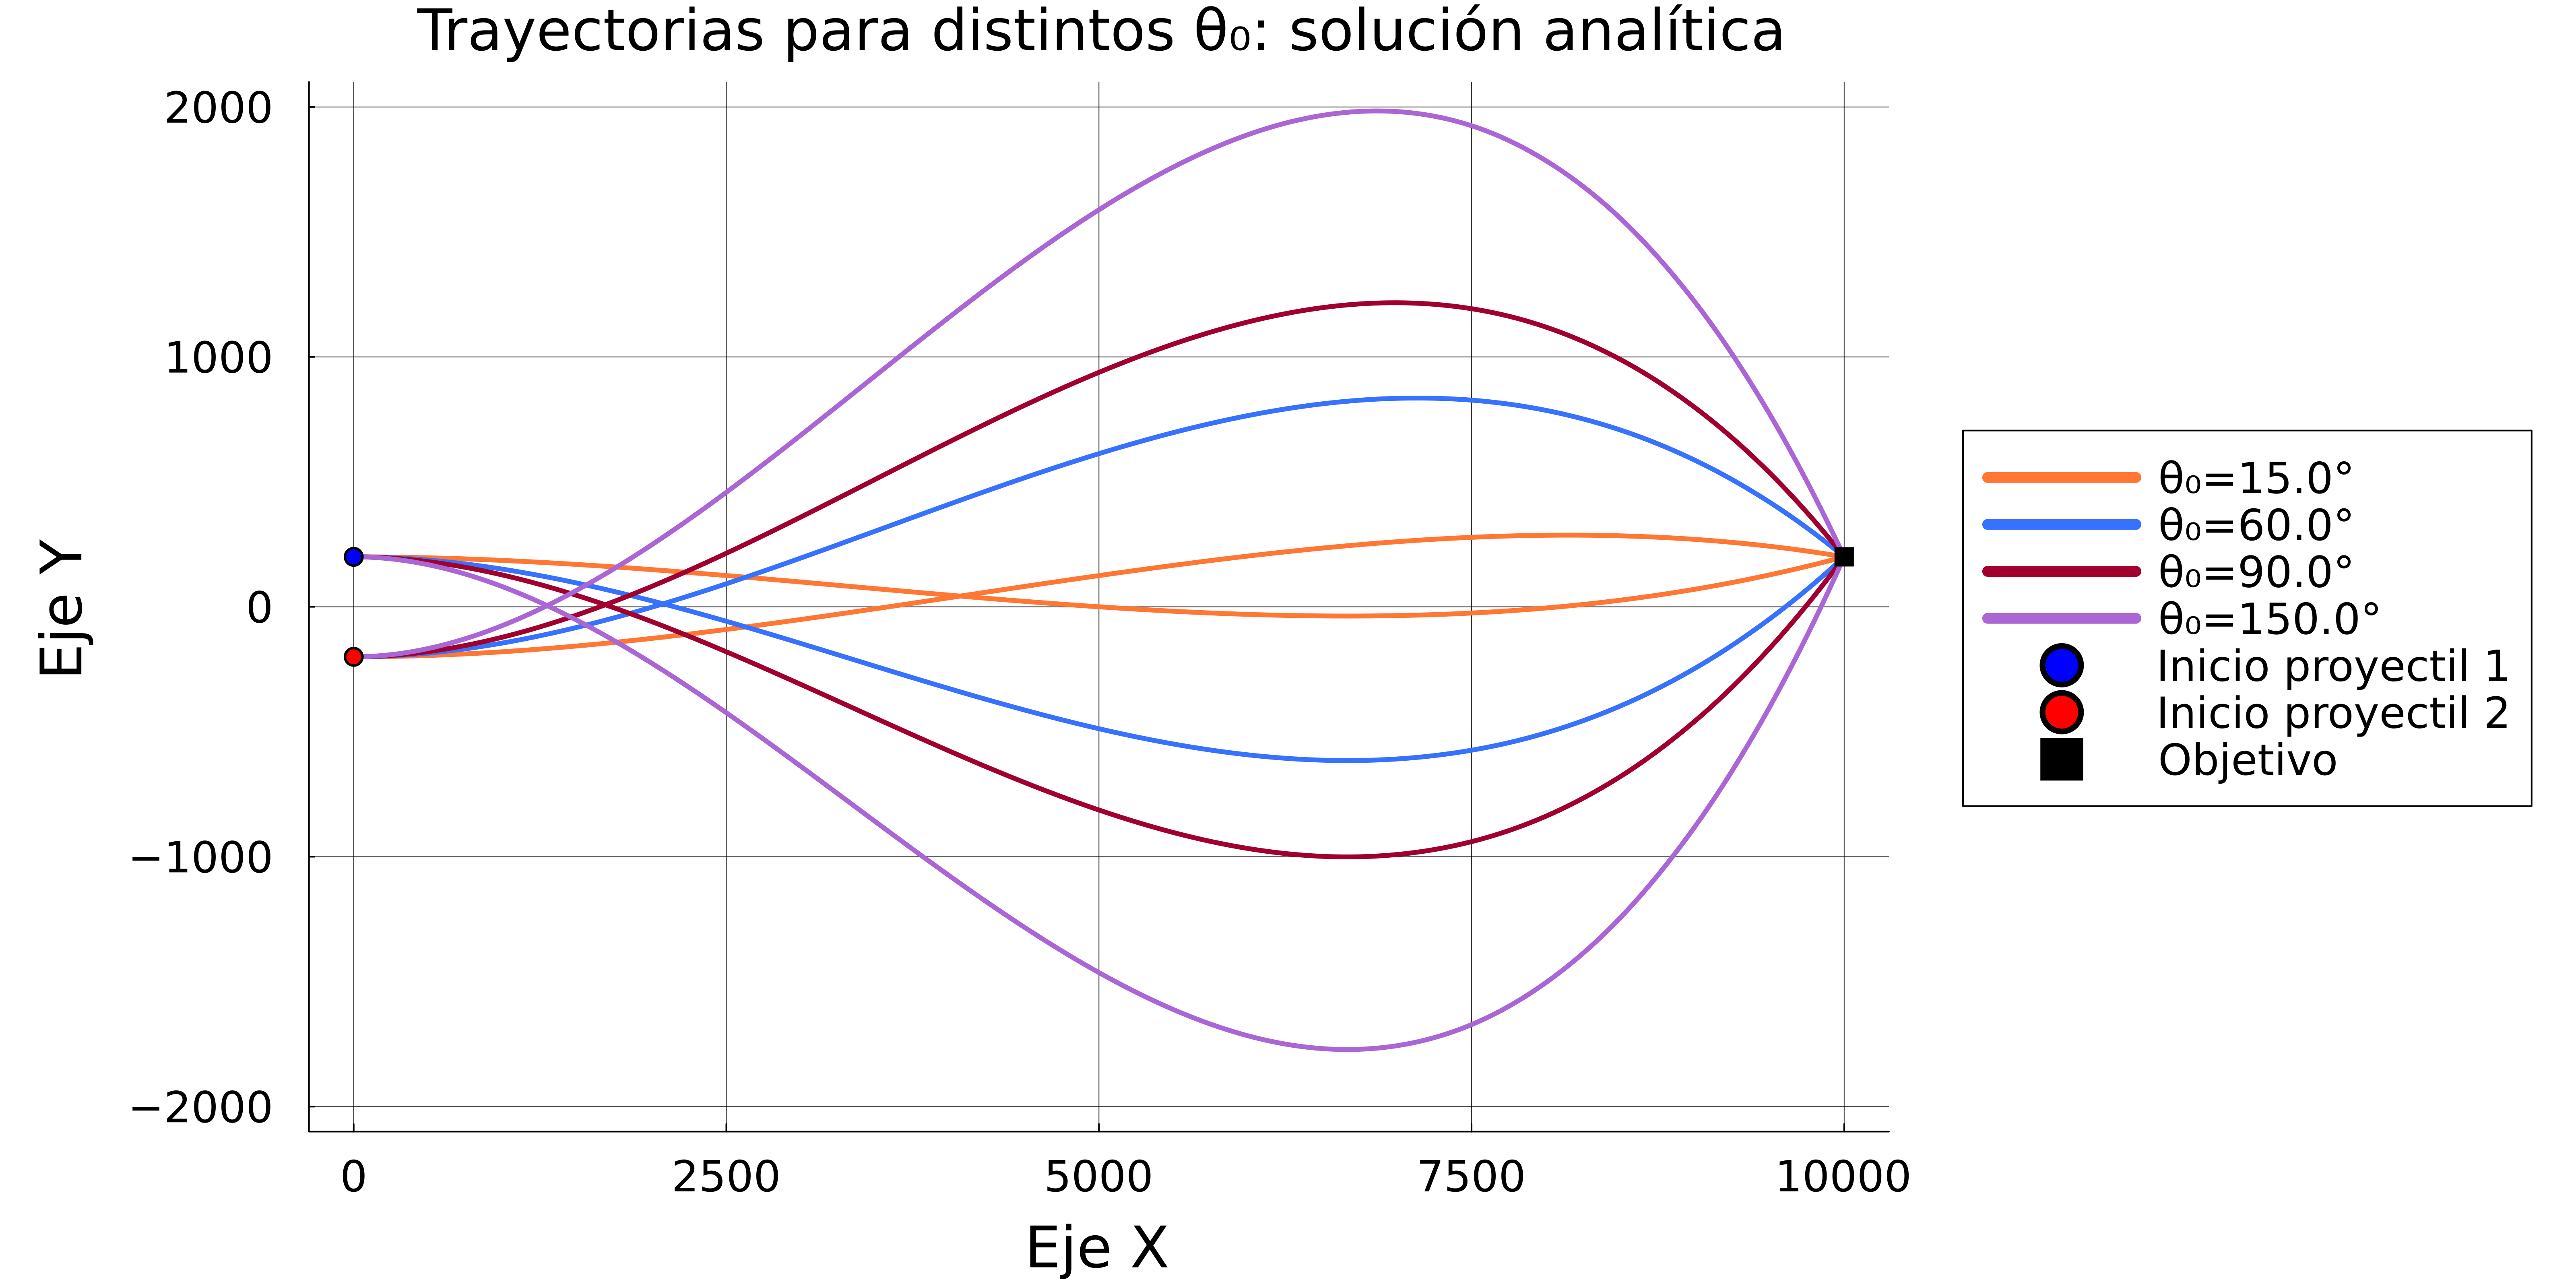 Trayectorias para distintos θ₀: solución analítica
2000
1000
0
−1000
−2000
Eje Y
0
2500
5000
7500
10000
Eje X
θ₀=15.0°
θ₀=60.0°
θ₀=90.0°
θ₀=150.0°
Inicio proyectil 1
Inicio proyectil 2
Objetivo